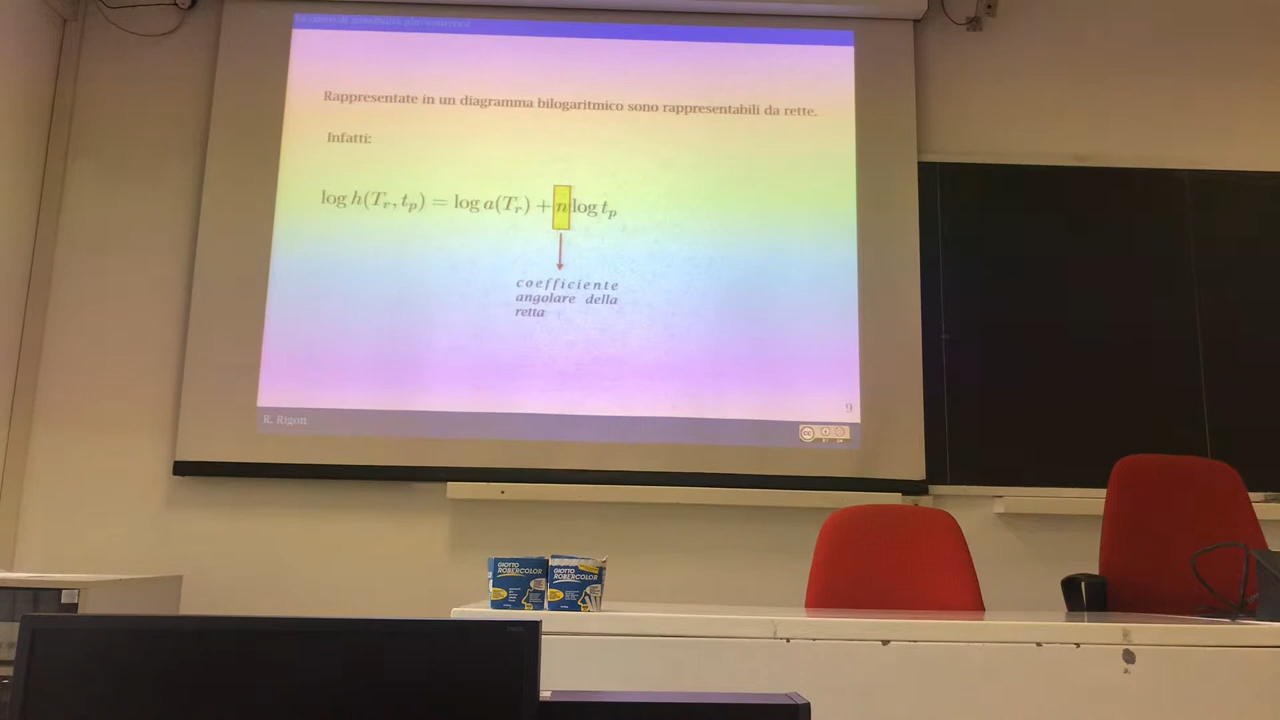 Rappresentate in un diagramma bilogaritmico sono rappresentabili da rette.
Infatti:
log h(T_r, t_p) = log a(T_r) + n log t_p
coefficiente
angolare della
retta
9
R. Rigon
cc
GIOTTO
ROBERCOLOR
GIOTTO
ROBERCOLOR